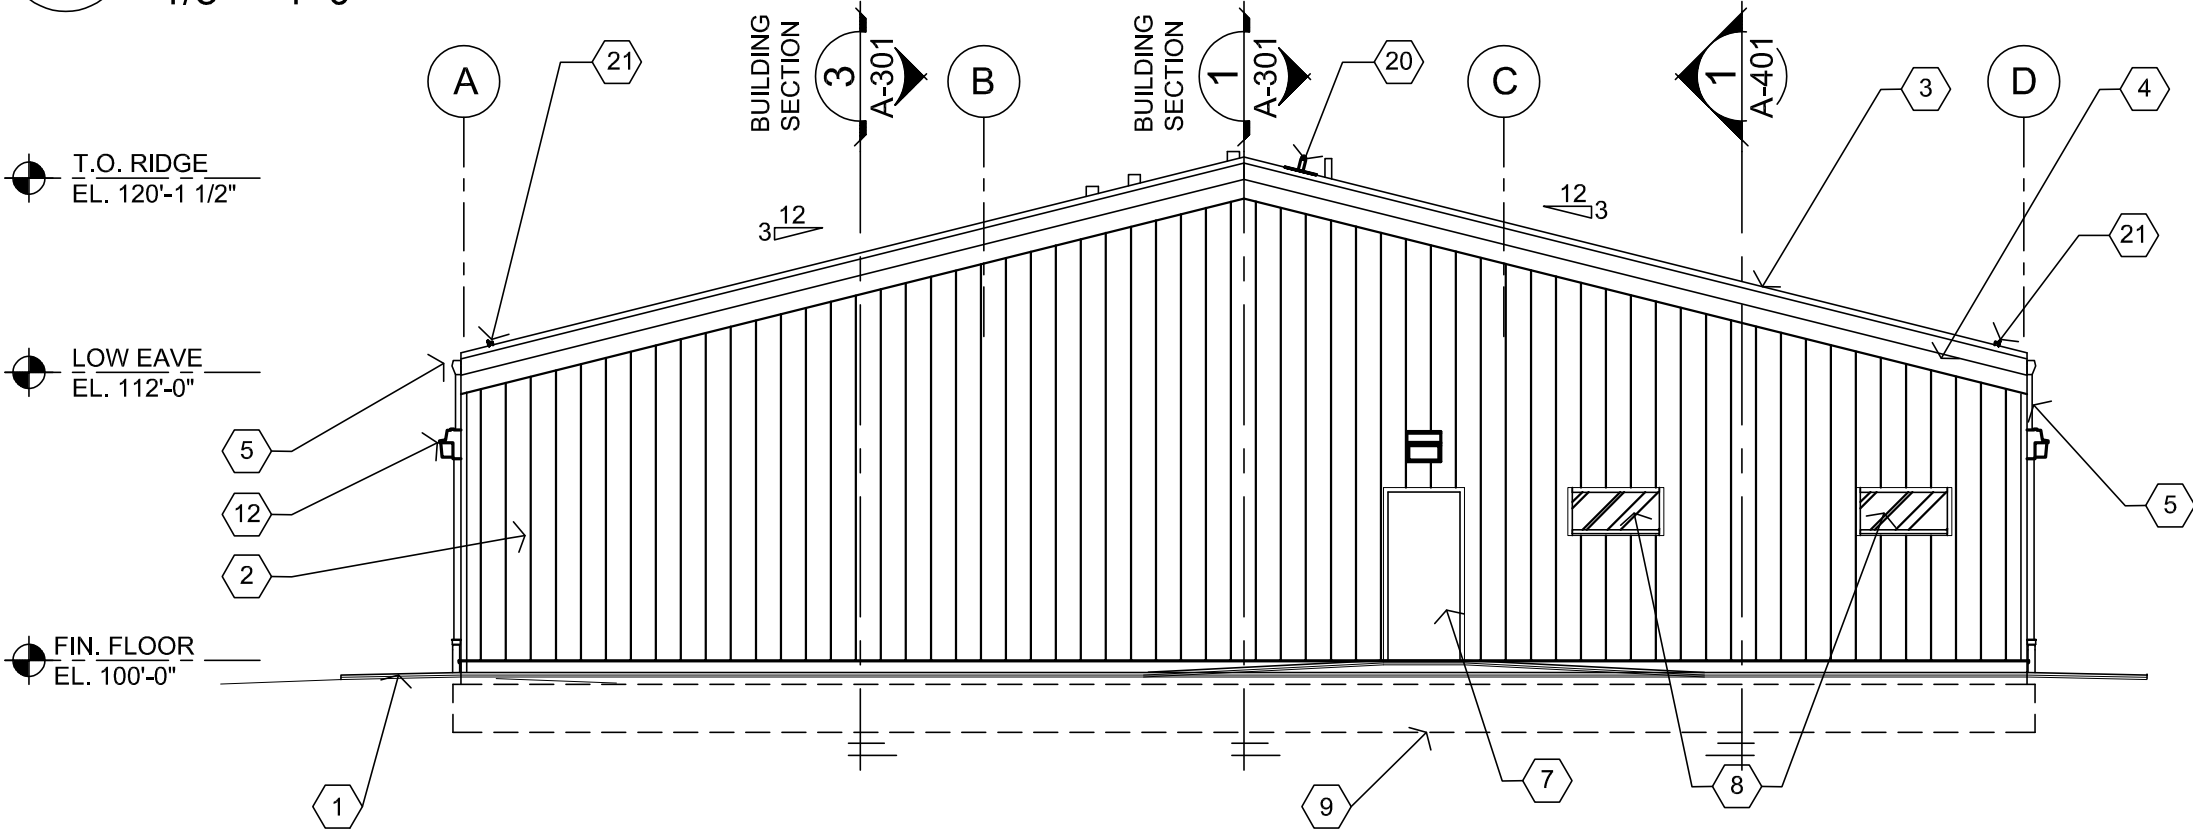 BUILDING
SECTION
3
A-301
BUILDING
SECTION
1
A-301
1
A-401
A
B
C
D
21
20
3
4
T.O. RIDGE
EL. 120'-1 1/2"
12
3
12
3
21
LOW EAVE
EL. 112'-0"
5
12
2
5
FIN. FLOOR
EL. 100'-0"
1
9
7
8